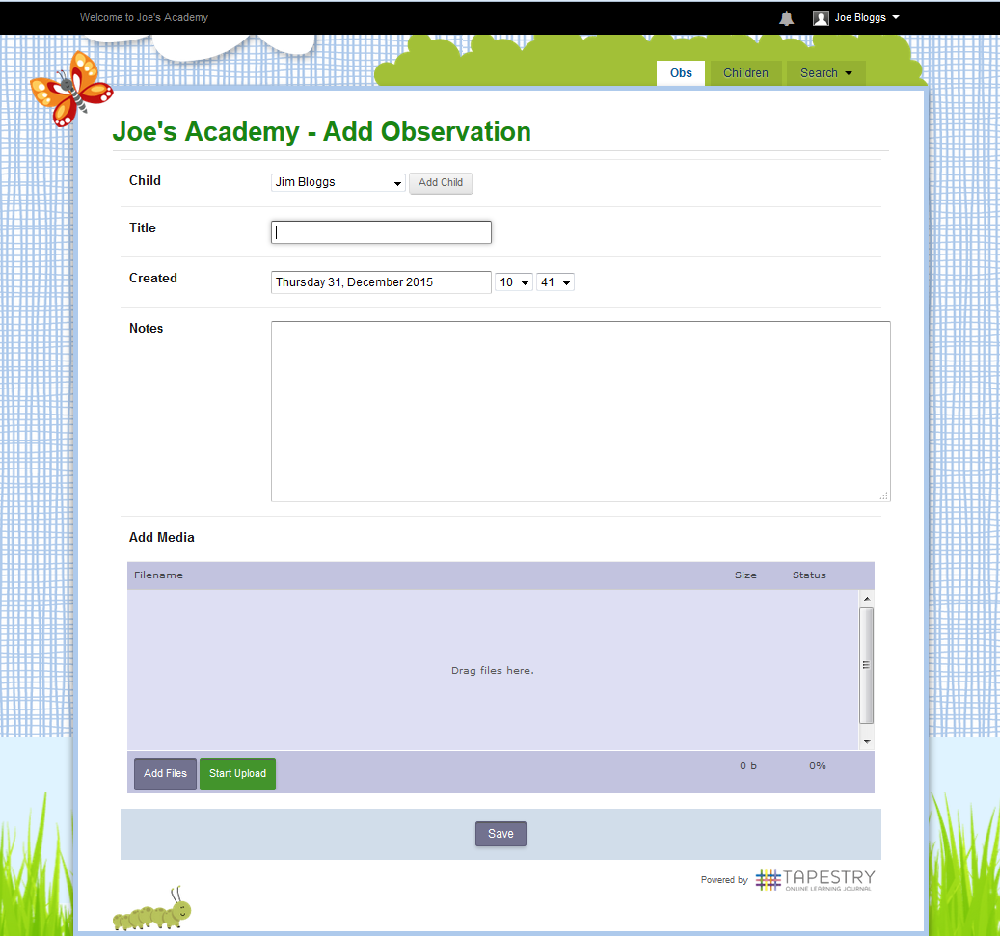 Welcome to Joe's Academy
Joe Bloggs
Obs Children Search
Joe's Academy - Add Observation
Child Jim Bloggs Add Child
Title
Created Thursday 31, December 2015 10 41
Notes
Add Media
Filename Size Status
Drag files here.
Add Files Start Upload 0 b 0%
Save
Powered by TAPESTRY
ONLINE LEARNING JOURNAL